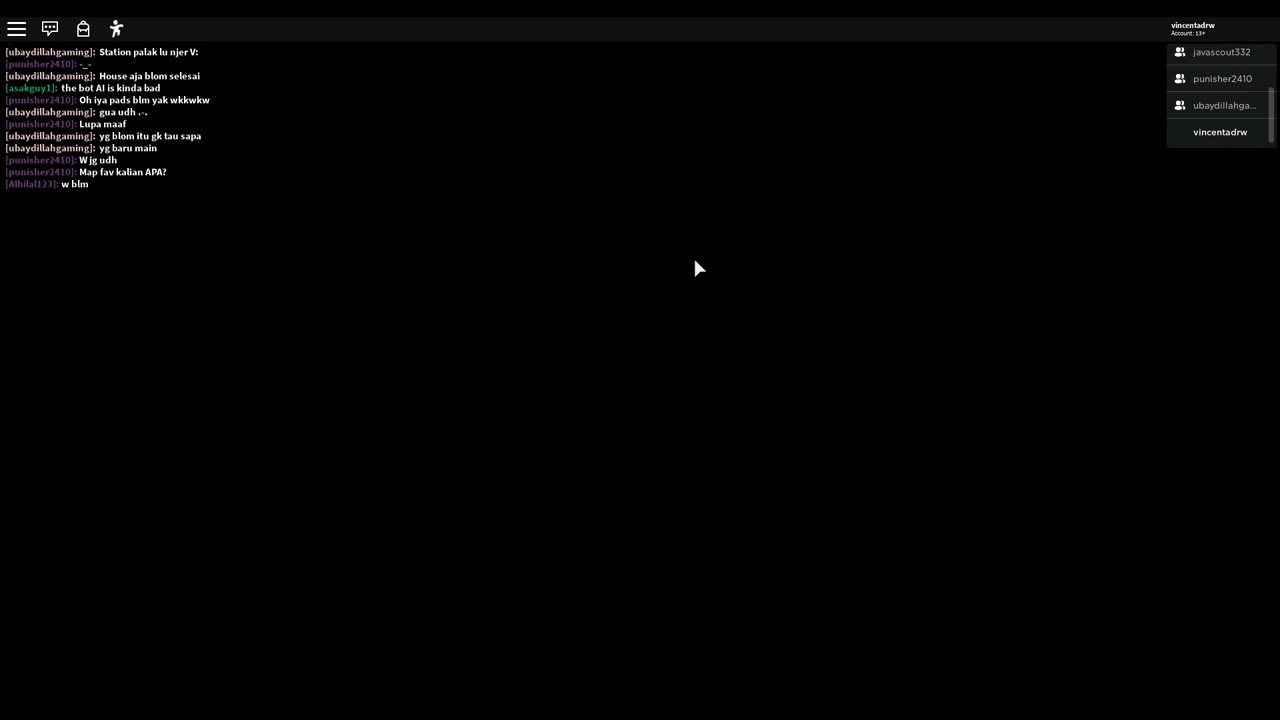 vincentadrw
Account: 13+
[ubaydillahgaming]: Station palak lu njer V:
[punisher2410]: -_-
[ubaydillahgaming]: House aja blom selesai
[asakguy1]: the bot AI is kinda bad
[punisher2410]: Oh iya pads blm yak wkkwkw
[ubaydillahgaming]: gua udh .-.
[punisher2410]: Lupa maaf
[ubaydillahgaming]: yg blom itu gk tau sapa
[ubaydillahgaming]: yg baru main
[punisher2410]: W jg udh
[punisher2410]: Map fav kalian APA?
[Alhilal123]: w blm
javascout332
punisher2410
ubaydillahga...
vincentadrw